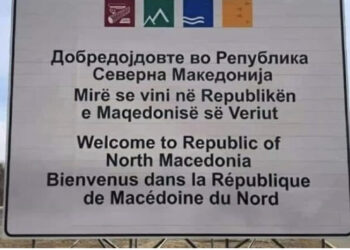 Добредојдовте во Република
Северна Македонија
Mirë se vini në Republikën
e Maqedonisë së Veriut
Welcome to Republic of
North Macedonia
Bienvenus dans la République
de Macédoine du Nord